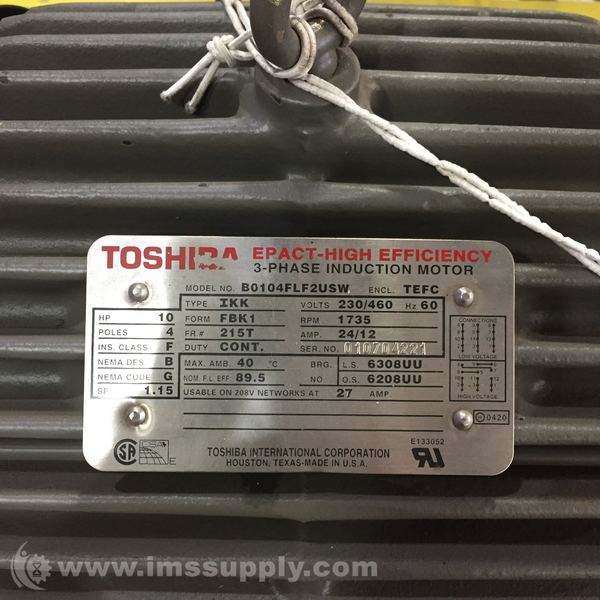 TOSHIBA EPACT-HIGH EFFICIENCY
3-PHASE INDUCTION MOTOR
MODEL NO. B0104FLF2USW ENCL. TEFC
TYPE IKK VOLTS 230/460 Hz 60
HP 10 FORM FBK1 RPM 1735
POLES 4 FR.# 215T AMP. 24/12
INS. CLASS F DUTY CONT. SER. NO. 010704221
NEMA DES B MAX. AMB. 40 °C BRG. L.S. 6308UU
NEMA CODE G NOM. F.L. EFF 89.5 NO O.S. 6208UU
SF 1.15 USABLE ON 208V NETWORKS AT 27 AMP.
CONNECTIONS
LOW VOLTAGE
HIGH VOLTAGE
0420
E133052
SA
CSA
E
TOSHIBA INTERNATIONAL CORPORATION
HOUSTON, TEXAS-MADE IN U.S.A.
www.imssupply.com